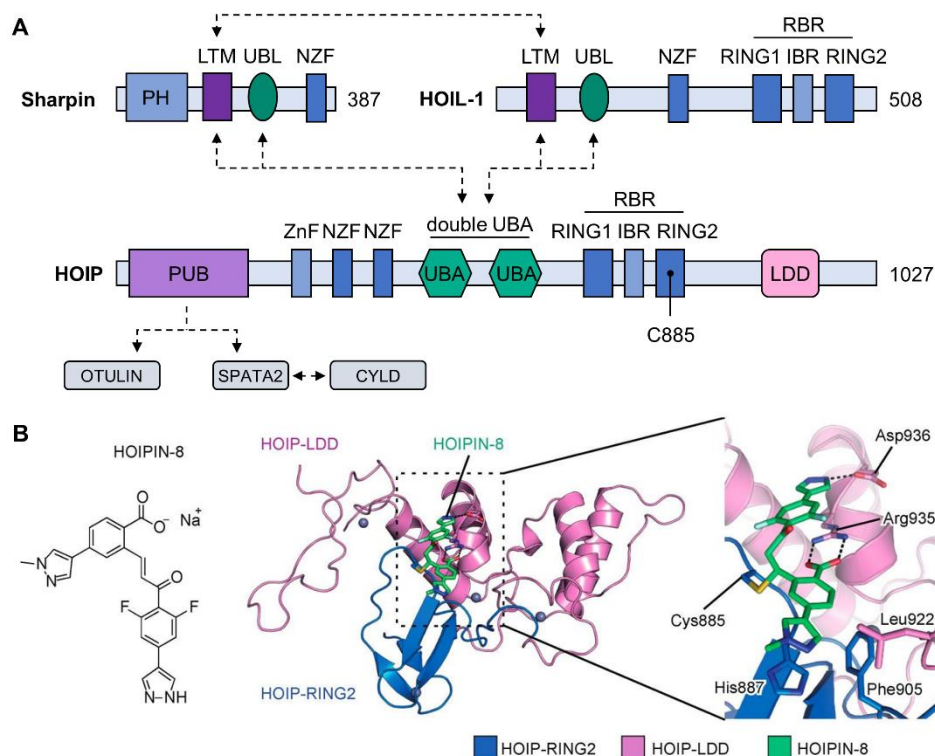 A
RBR
LTM UBL NZF
LTM UBL NZF RING1 IBR RING2
Sharpin PH 387
HOIL-1 508
double UBA
RBR
ZnF NZF NZF
RING1 IBR RING2
HOIP PUB UBA UBA LDD 1027
C885
OTULIN SPATA2 CYLD
B
HOIPIN-8
HOIP-LDD
HOIPIN-8
Asp936
O
O⁻ Na⁺
Arg935
N
N
O
F F
Cys885
Leu922
HOIP-RING2
His887
Phe905
N NH
HOIP-RING2 HOIP-LDD HOIPIN-8